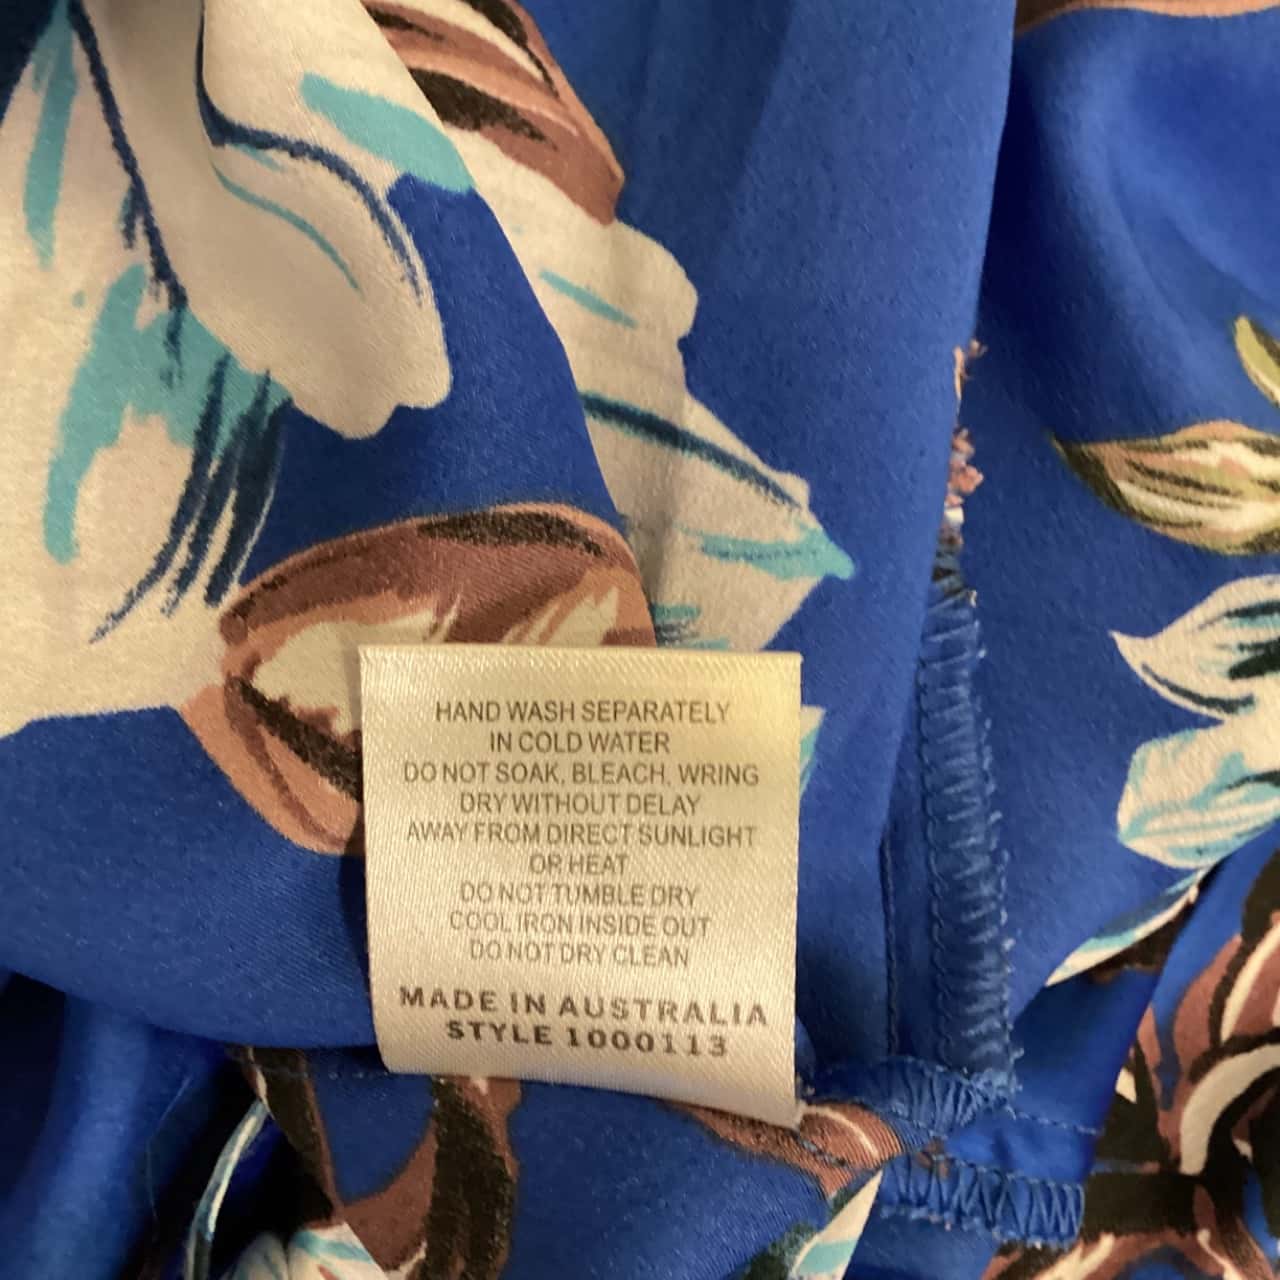 HAND WASH SEPARATELY
IN COLD WATER
DO NOT SOAK, BLEACH, WRING
DRY WITHOUT DELAY
AWAY FROM DIRECT SUNLIGHT
OR HEAT
DO NOT TUMBLE DRY
COOL IRON INSIDE OUT
DO NOT DRY CLEAN
MADE IN AUSTRALIA
STYLE 1000113